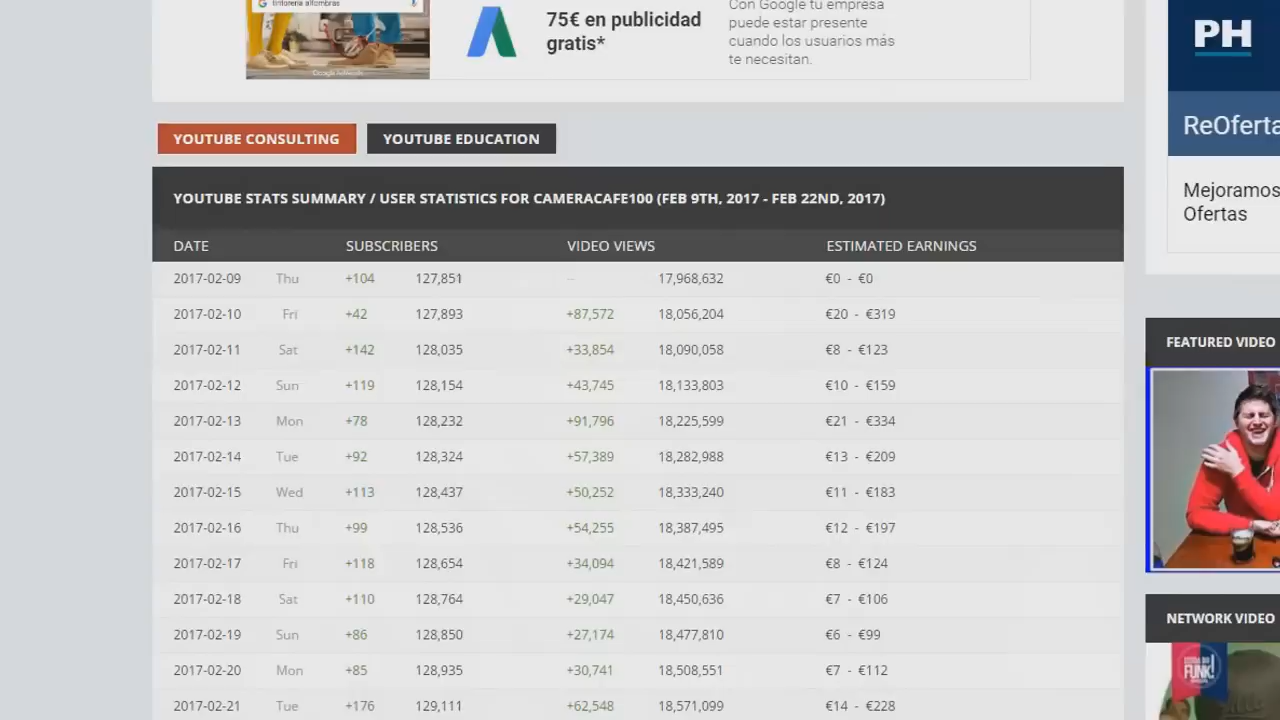 tintorería alfombras
Google AdWords
75€ en publicidad
gratis*
Con Google tu empresa
puede estar presente
cuando los usuarios más
te necesitan.
PH
ReOferta
Mejoramos
Ofertas
YOUTUBE CONSULTING
YOUTUBE EDUCATION
YOUTUBE STATS SUMMARY / USER STATISTICS FOR CAMERACAFE100 (FEB 9TH, 2017 - FEB 22ND, 2017)
DATE SUBSCRIBERS VIDEO VIEWS ESTIMATED EARNINGS
2017-02-09 Thu +104 127,851 -- 17,968,632 €0 - €0
2017-02-10 Fri +42 127,893 +87,572 18,056,204 €20 - €319
2017-02-11 Sat +142 128,035 +33,854 18,090,058 €8 - €123
2017-02-12 Sun +119 128,154 +43,745 18,133,803 €10 - €159
2017-02-13 Mon +78 128,232 +91,796 18,225,599 €21 - €334
2017-02-14 Tue +92 128,324 +57,389 18,282,988 €13 - €209
2017-02-15 Wed +113 128,437 +50,252 18,333,240 €11 - €183
2017-02-16 Thu +99 128,536 +54,255 18,387,495 €12 - €197
2017-02-17 Fri +118 128,654 +34,094 18,421,589 €8 - €124
2017-02-18 Sat +110 128,764 +29,047 18,450,636 €7 - €106
2017-02-19 Sun +86 128,850 +27,174 18,477,810 €6 - €99
2017-02-20 Mon +85 128,935 +30,741 18,508,551 €7 - €112
2017-02-21 Tue +176 129,111 +62,548 18,571,099 €14 - €228
FEATURED VIDEO
NETWORK VIDEO
FUNK!